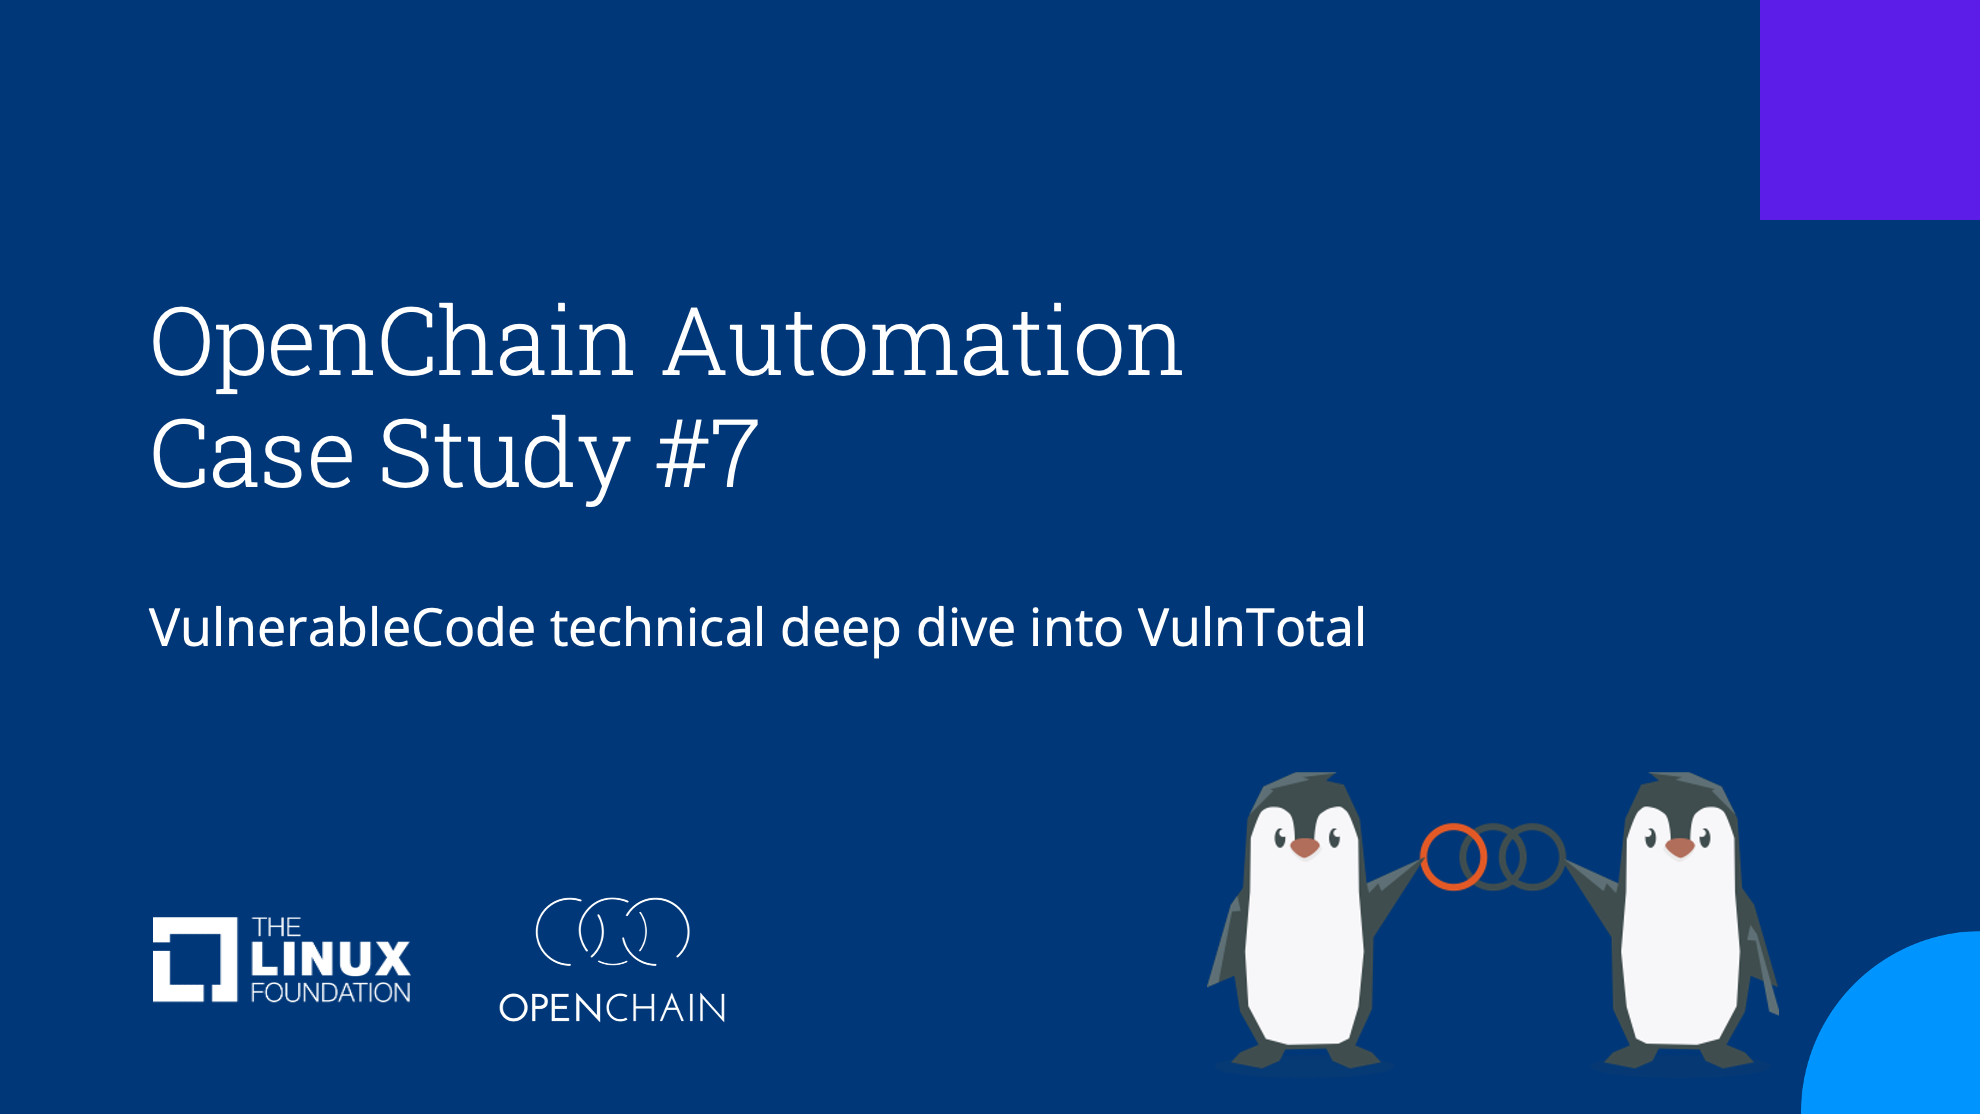 OpenChain Automation
Case Study #7
VulnerableCode technical deep dive into VulnTotal
THE
LINUX
FOUNDATION
OPENCHAIN